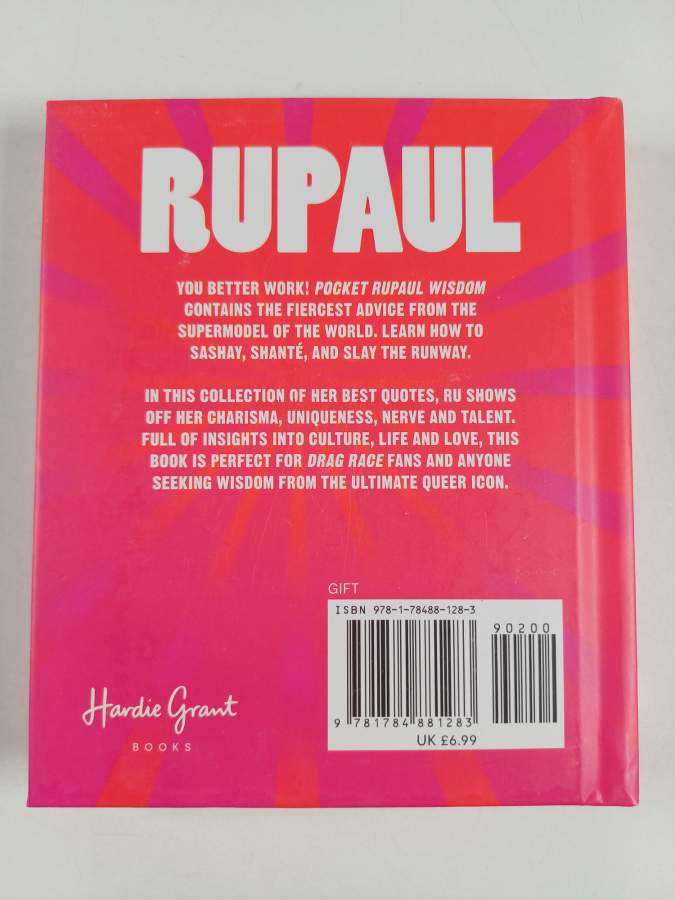 RUPAUL
YOU BETTER WORK! POCKET RUPAUL WISDOM
CONTAINS THE FIERCEST ADVICE FROM THE
SUPERMODEL OF THE WORLD. LEARN HOW TO
SASHAY, SHANTÉ, AND SLAY THE RUNWAY.
IN THIS COLLECTION OF HER BEST QUOTES, RU SHOWS
OFF HER CHARISMA, UNIQUENESS, NERVE AND TALENT.
FULL OF INSIGHTS INTO CULTURE, LIFE AND LOVE, THIS
BOOK IS PERFECT FOR DRAG RACE FANS AND ANYONE
SEEKING WISDOM FROM THE ULTIMATE QUEER ICON.
GIFT
ISBN 978-1-78488-128-3
90200
9 781784 881283
UK £6.99
Hardie Grant
BOOKS